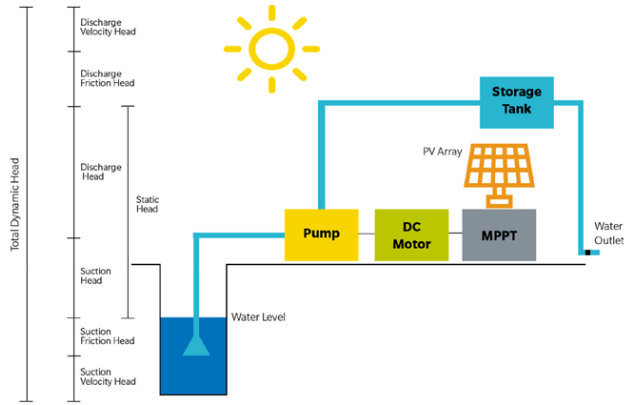 Total Dynamic Head
Discharge
Velocity Head
Discharge
Friction Head
Discharge
Head
Static
Head
Suction
Head
Suction
Friction Head
Suction
Velocity Head
Storage
Tank
PV Array
Pump
DC
Motor
MPPT
Water
Outlet
Water Level